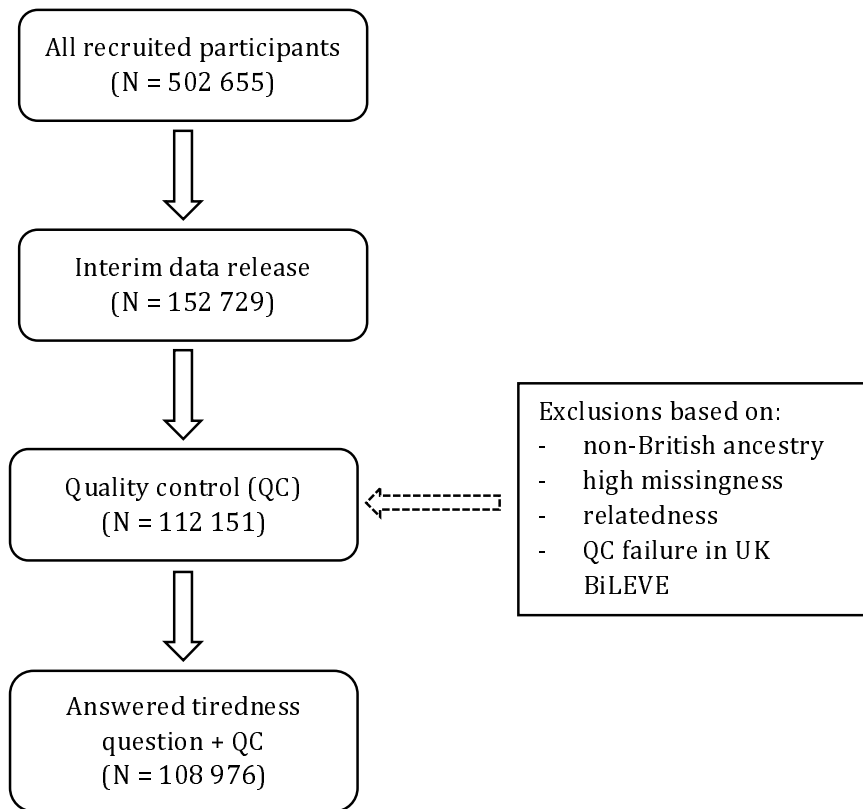 All recruited participants
(N = 502 655)
Interim data release
(N = 152 729)
Quality control (QC)
(N = 112 151)
Exclusions based on:
- non-British ancestry
- high missingness
- relatedness
- QC failure in UK
BiLEVE
Answered tiredness
question + QC
(N = 108 976)